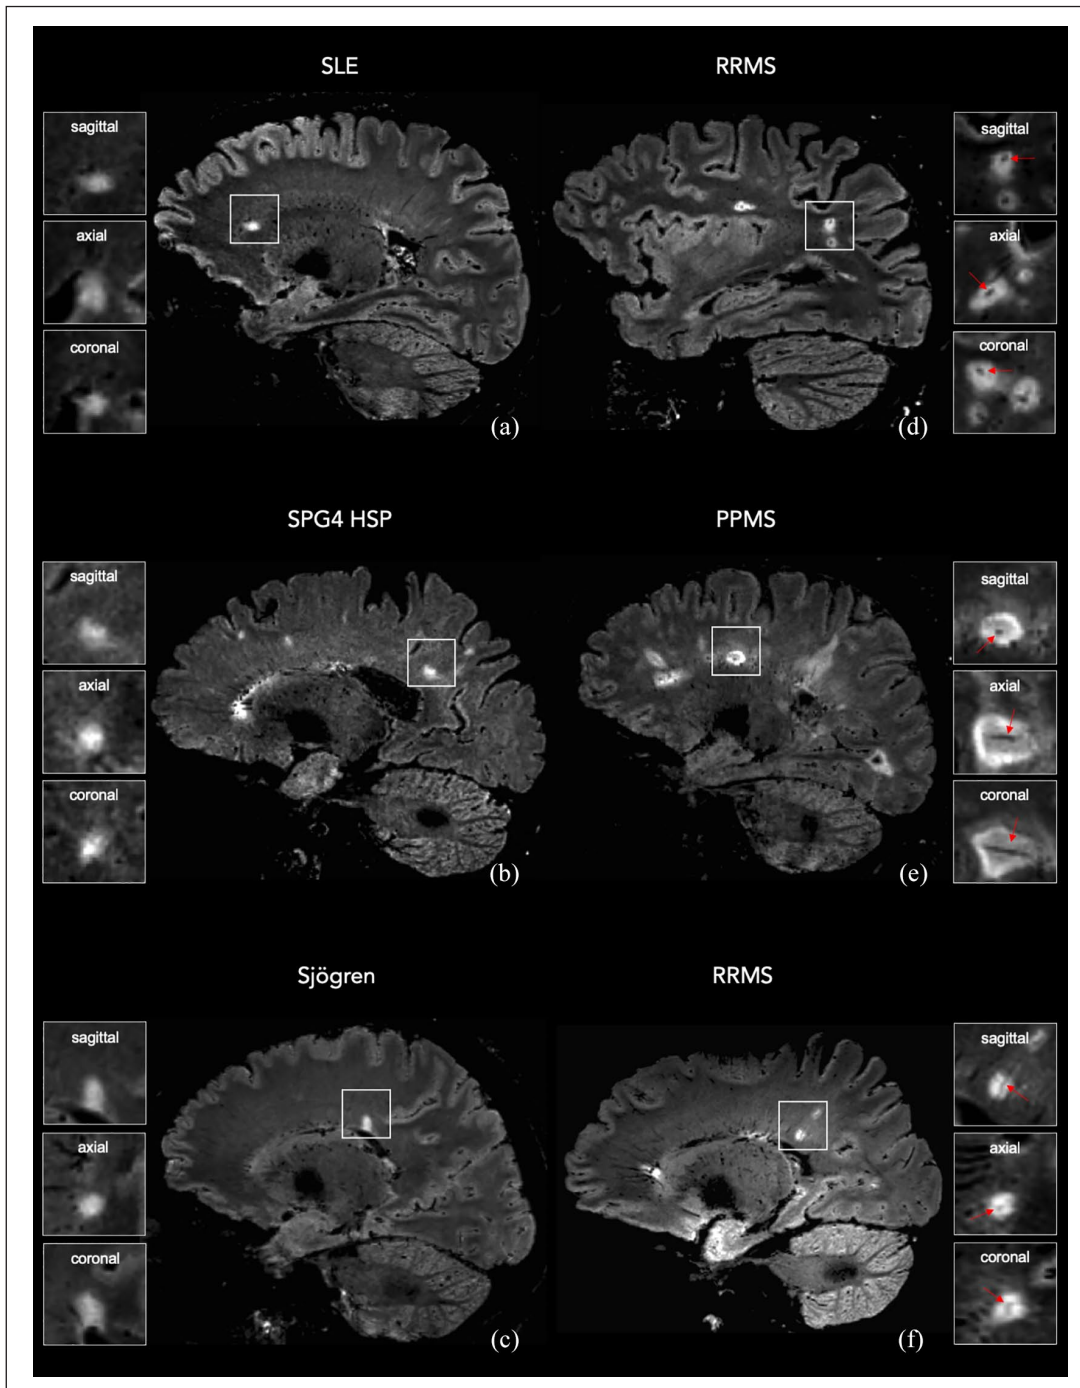 SLE
sagittal
axial
coronal
(a)
RRMS
sagittal
axial
coronal
(d)
SPG4 HSP
sagittal
axial
coronal
(b)
PPMS
sagittal
axial
coronal
(e)
Sjögren
sagittal
axial
coronal
(c)
RRMS
sagittal
axial
coronal
(f)